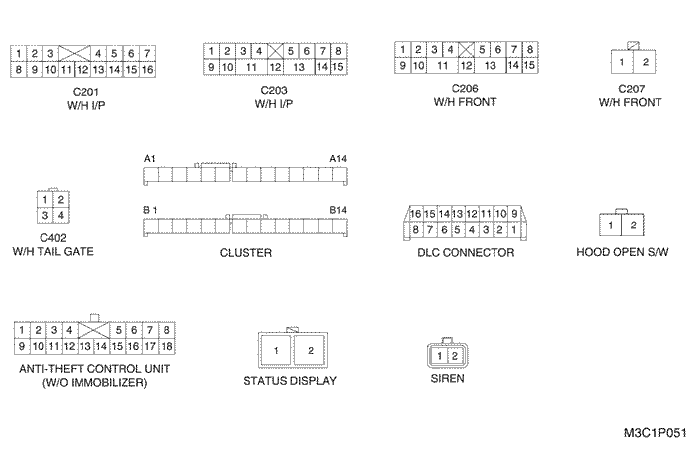 1 2 3 4 5 6 7
8 9 10 11 12 13 14 15 16
C201
W/H I/P
1 2 3 4 5 6 7 8
9 10 11 12 13 14 15
C203
W/H I/P
1 2 3 4 5 6 7 8
9 10 11 12 13 14 15
C206
W/H FRONT
1 2
C207
W/H FRONT
1 2
3 4
C402
W/H TAIL GATE
A1 A14
B 1 B14
CLUSTER
16 15 14 13 12 11 10 9
8 7 6 5 4 3 2 1
DLC CONNECTOR
1 2
HOOD OPEN S/W
1 2 3 4 5 6 7 8
9 10 11 12 13 14 15 16 17 18
ANTI-THEFT CONTROL UNIT
(W/O IMMOBILIZER)
1 2
STATUS DISPLAY
1 2
SIREN
M3C1P051